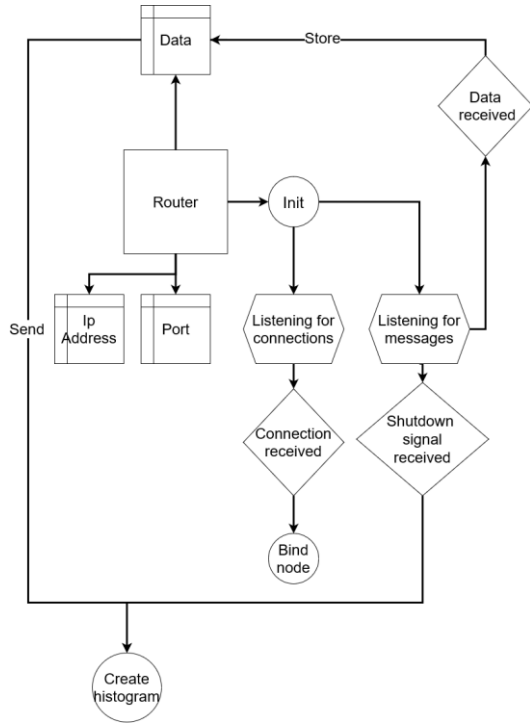 Data
Store
Data
received
Router
Init
Send
Ip
Address
Port
Listening for
connections
Listening for
messages
Connection
received
Shutdown
signal
received
Bind
node
Create
histogram